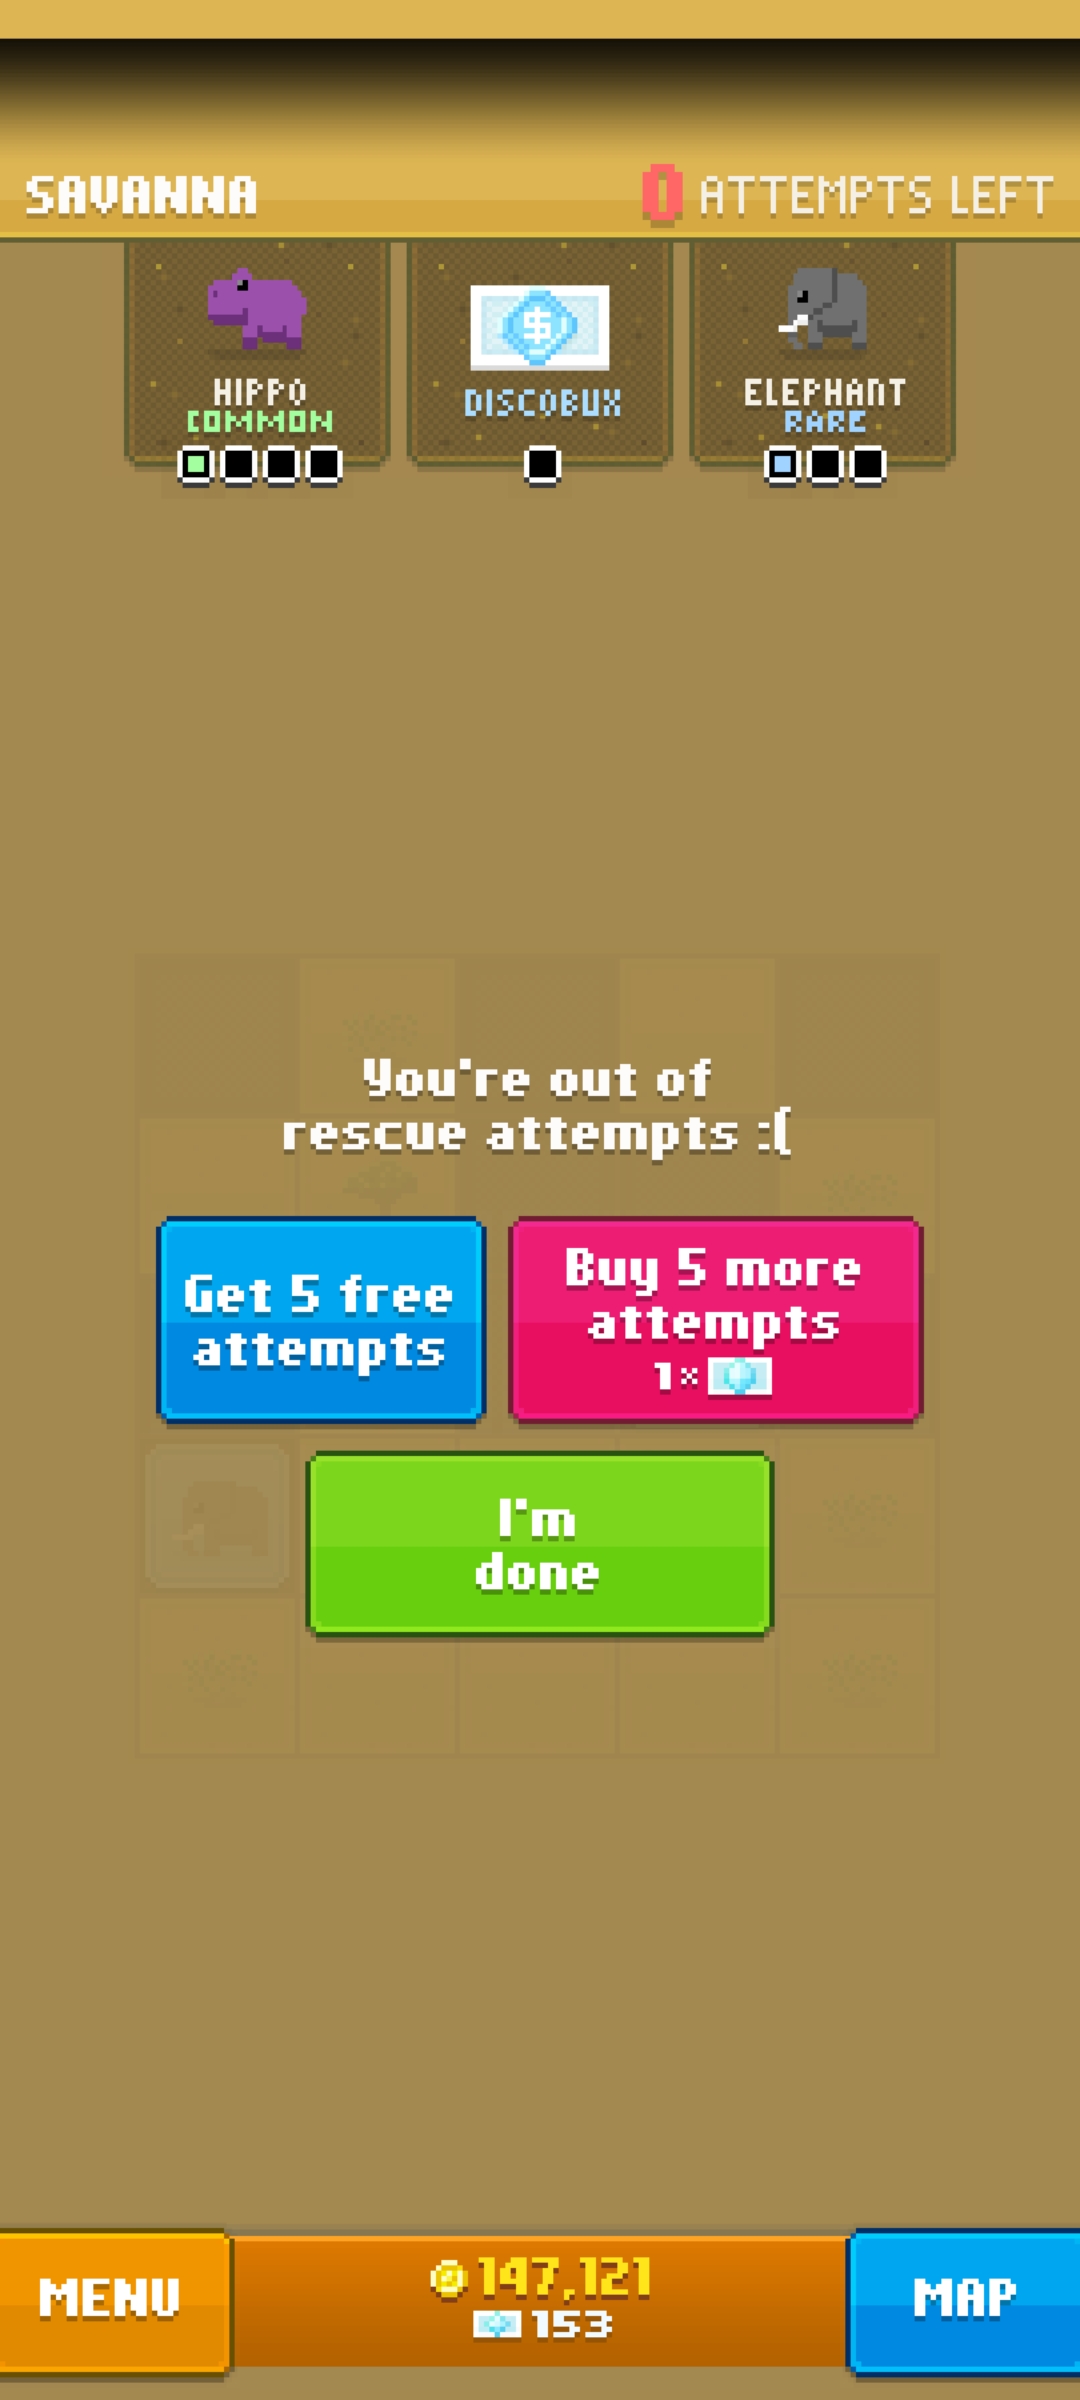 SAVANNA
0 ATTEMPTS LEFT
HIPPO
COMMON
$
DISCOBUX
ELEPHANT
RARE
You're out of
rescue attempts :(
Get 5 free
attempts
Buy 5 more
attempts
1×
I'm
done
MENU
147,121
153
MAP